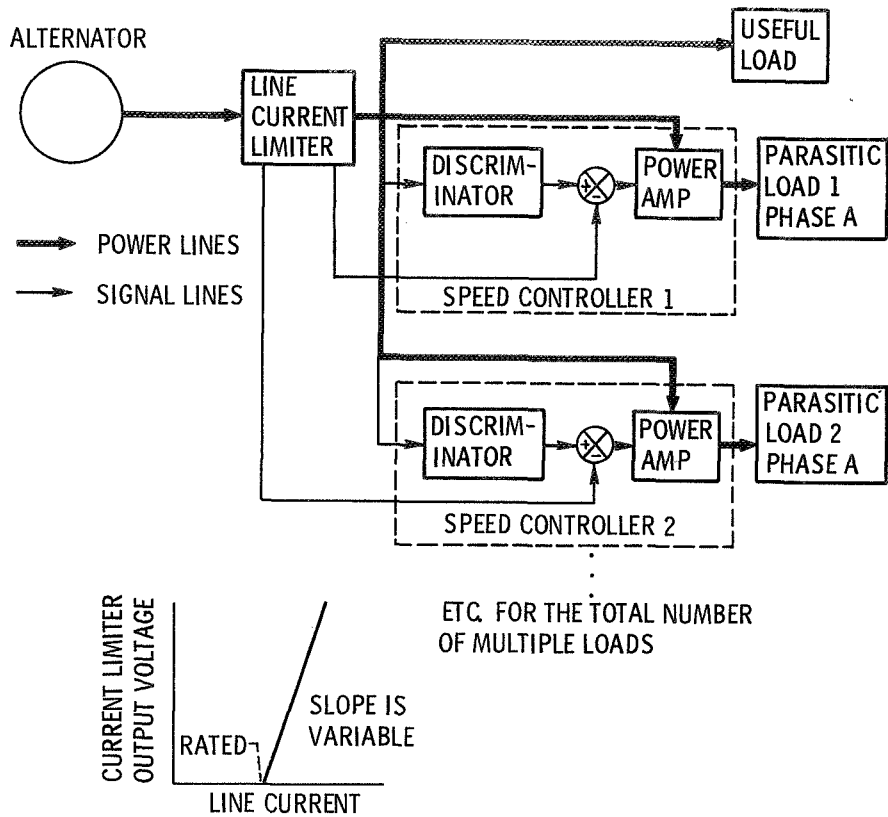 ALTERNATOR
USEFUL
LOAD
LINE
CURRENT
LIMITER
DISCRIM-
INATOR
+
-
POWER
AMP
PARASITIC
LOAD 1
PHASE A
POWER LINES
SIGNAL LINES
SPEED CONTROLLER 1
DISCRIM-
INATOR
+
-
POWER
AMP
PARASITIC
LOAD 2
PHASE A
SPEED CONTROLLER 2
ETC. FOR THE TOTAL NUMBER
OF MULTIPLE LOADS
CURRENT LIMITER
OUTPUT VOLTAGE
SLOPE IS
VARIABLE
RATED
LINE CURRENT